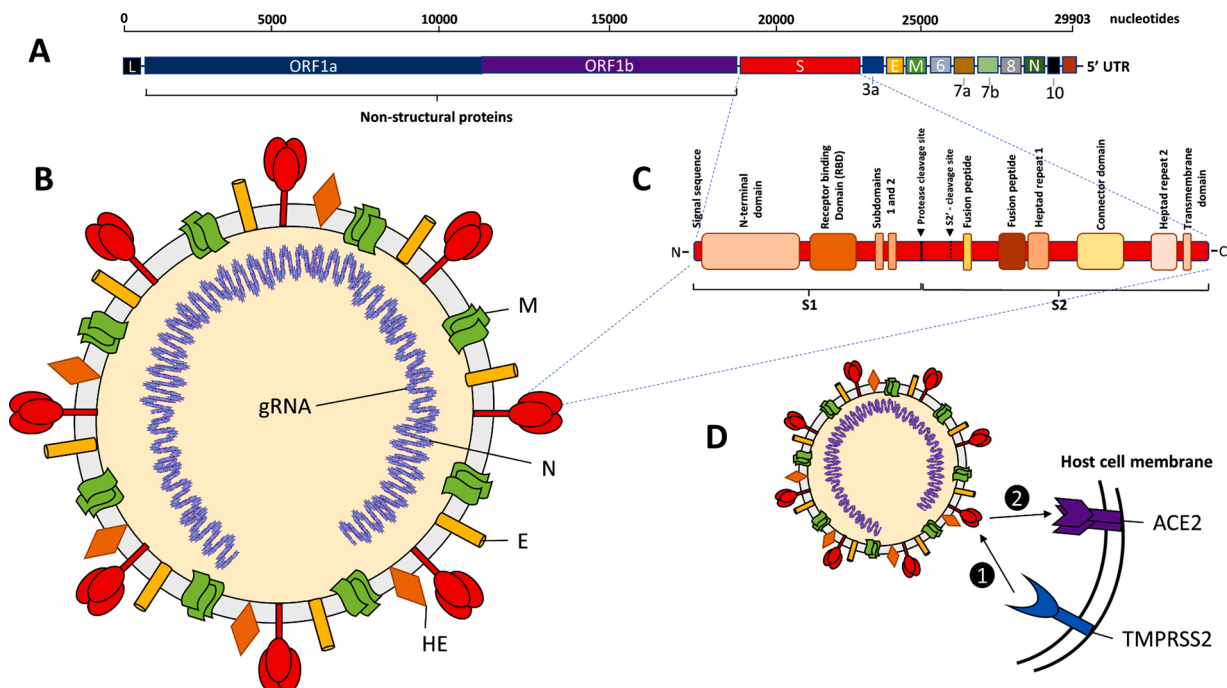 0 5000 10000 15000 20000 25000 29903 nucleotides
A
L ORF1a ORF1b S E M 6 8 N 5’ UTR
3a 7a 7b 10
Non-structural proteins
B
M
gRNA
N
E
HE
C
Signal sequence
N-terminal
domain
Receptor binding
Domain (RBD)
Subdomains
1 and 2
Protease cleavage site
S2’ - cleavage site
Fusion peptide
Fusion peptide
Heptad repeat 1
Connector domain
Heptad repeat 2
Transmembrane
domain
N C
S1 S2
D
Host cell membrane
2
ACE2
1
TMPRSS2